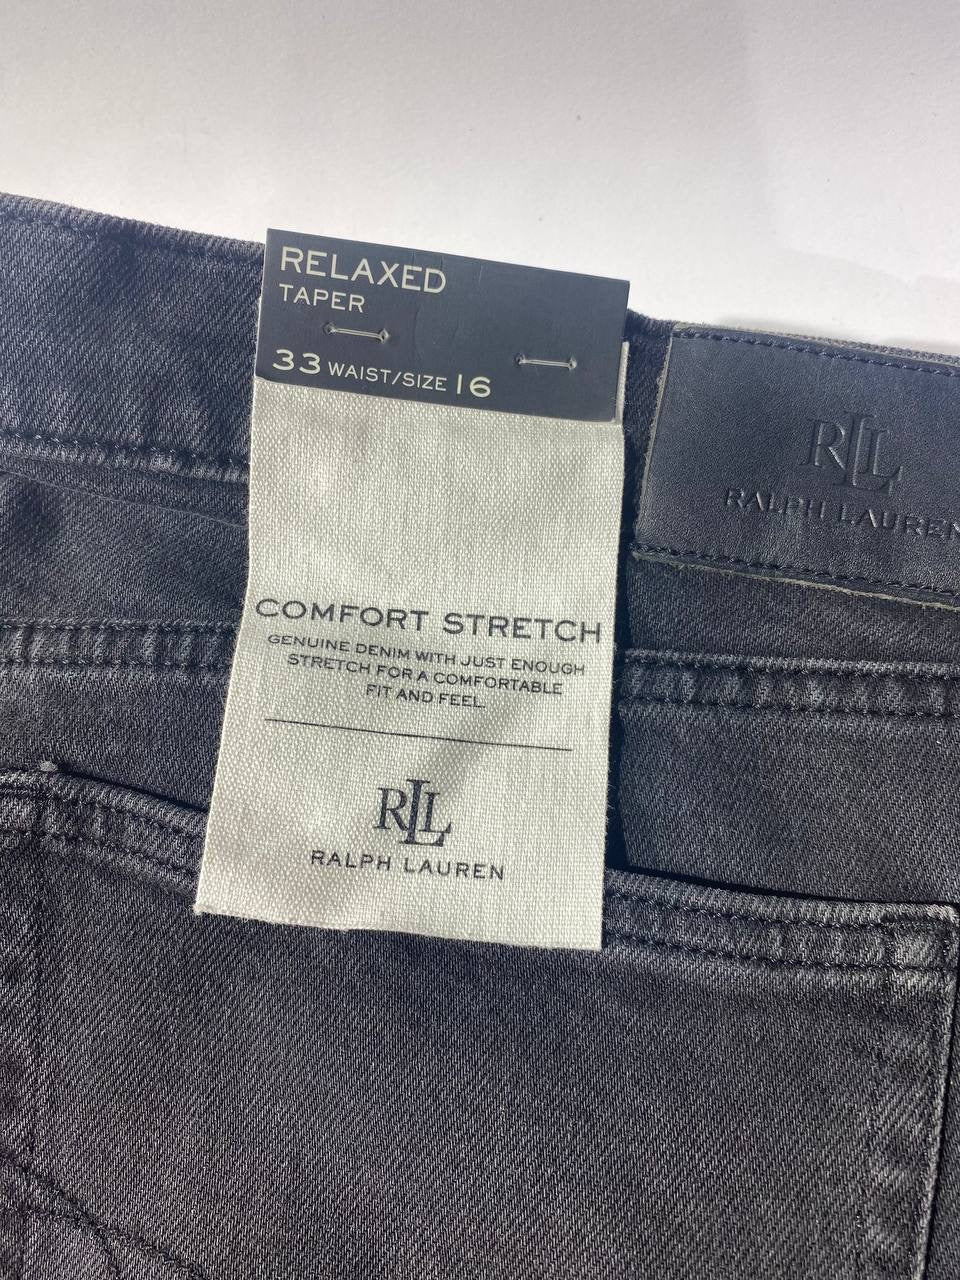 RELAXED
TAPER
33 WAIST/SIZE 16
RLL
RALPH LAUREN
COMFORT STRETCH
GENUINE DENIM WITH JUST ENOUGH
STRETCH FOR A COMFORTABLE
FIT AND FEEL.
RLL
RALPH LAUREN